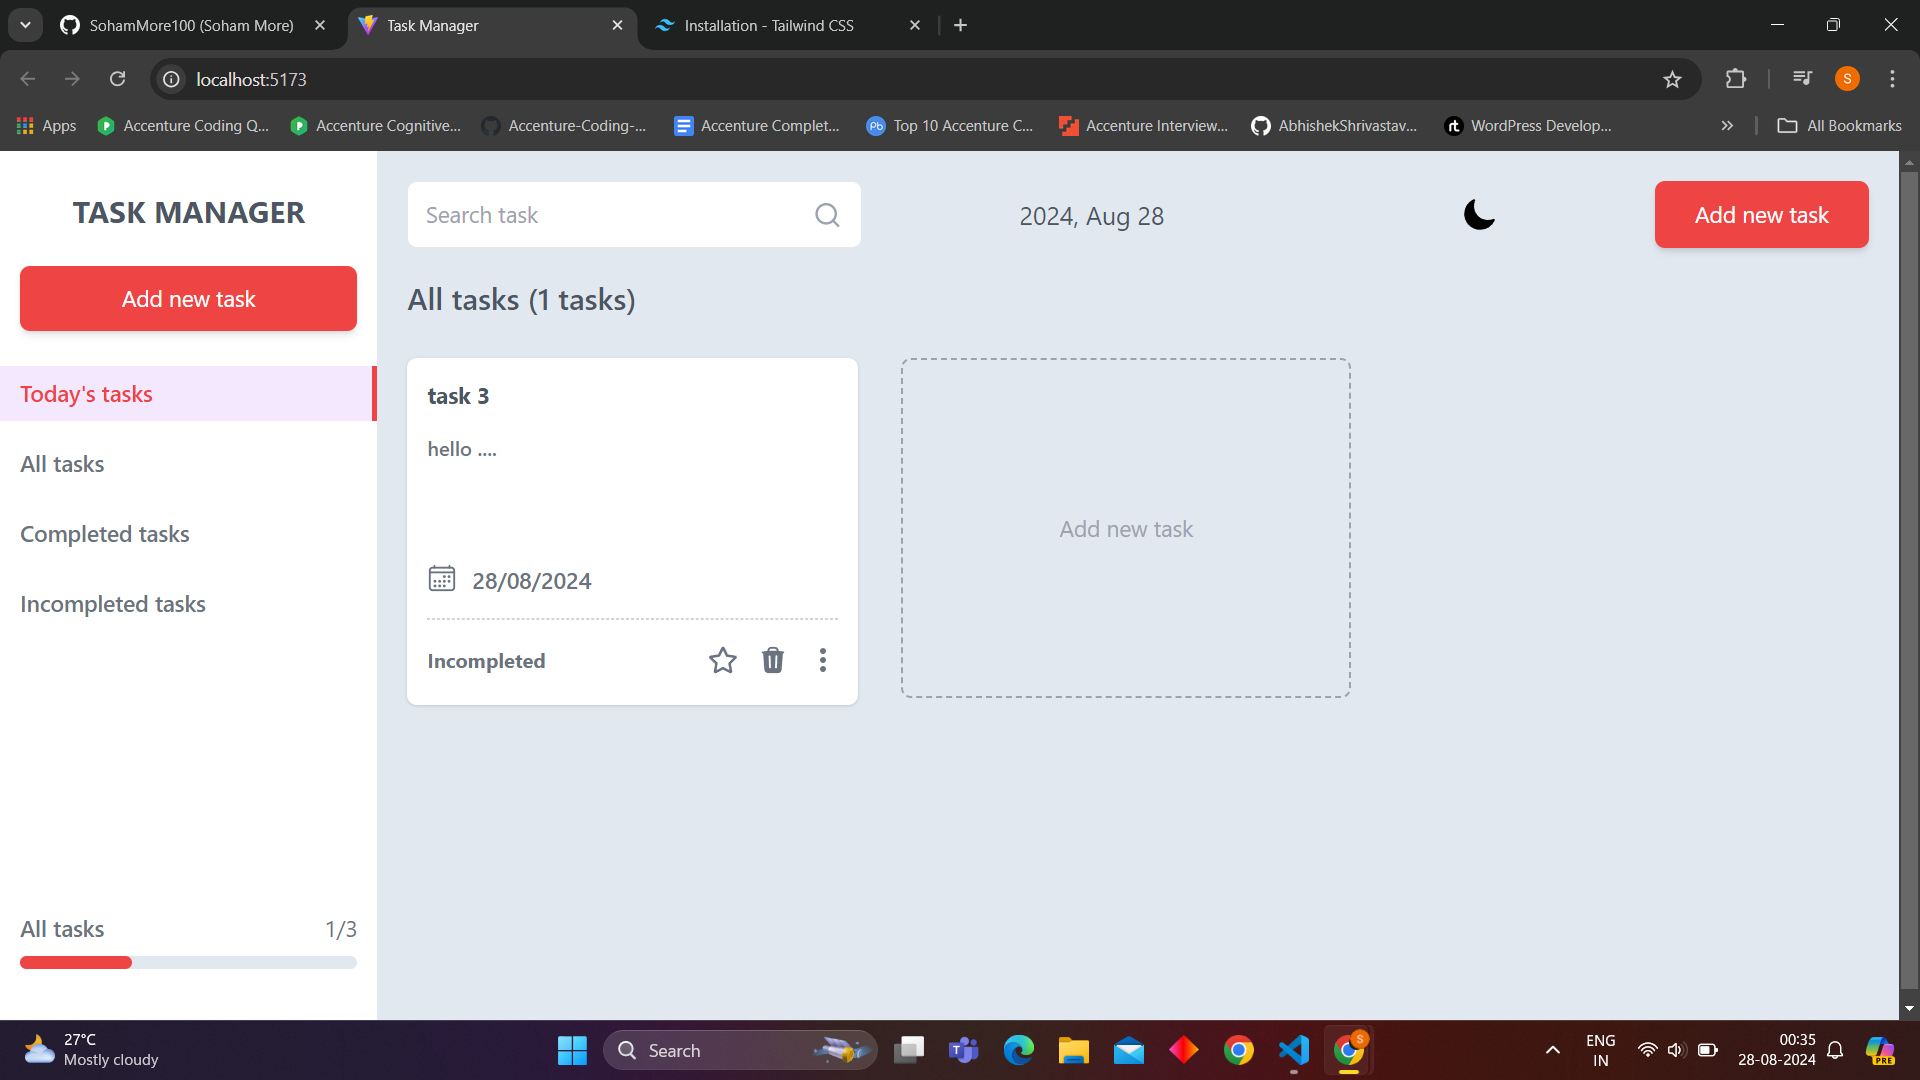 SohamMore100 (Soham More)
Task Manager
Installation - Tailwind CSS
localhost:5173
S
Apps
Accenture Coding Q...
Accenture Cognitive...
Accenture-Coding-...
Accenture Complet...
Pb
Top 10 Accenture C...
Accenture Interview...
AbhishekShrivastav...
rt
WordPress Develop...
All Bookmarks
TASK MANAGER
Add new task
Today's tasks
All tasks
Completed tasks
Incompleted tasks
All tasks
1/3
Search task
2024, Aug 28
Add new task
All tasks (1 tasks)
task 3
hello ....
28/08/2024
Incompleted
Add new task
27°C
Mostly cloudy
Search
S
ENG
IN
00:35
28-08-2024
PRE